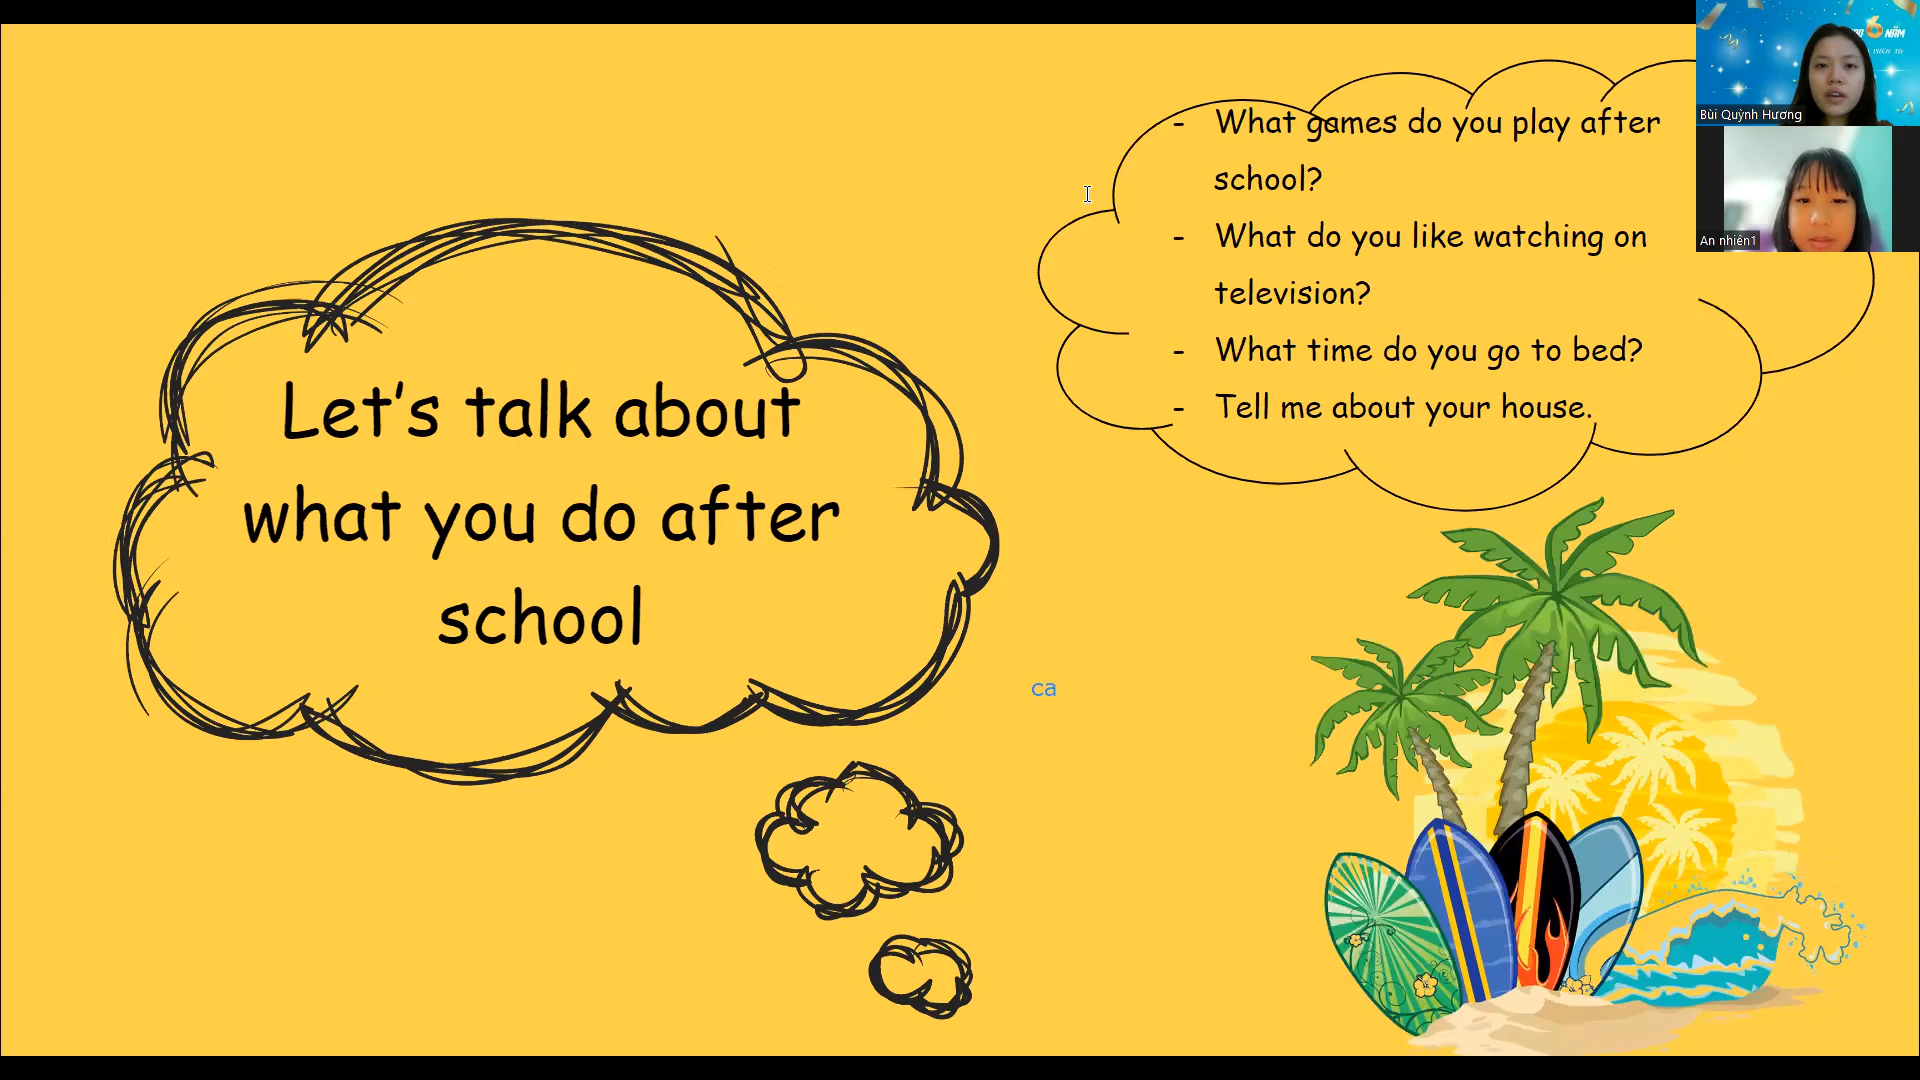 Let's talk about
what you do after
school
- What games do you play after
school?
- What do you like watching on
television?
- What time do you go to bed?
- Tell me about your house.
ca
6 NĂM
Bùi Quỳnh Hương
An nhiên1